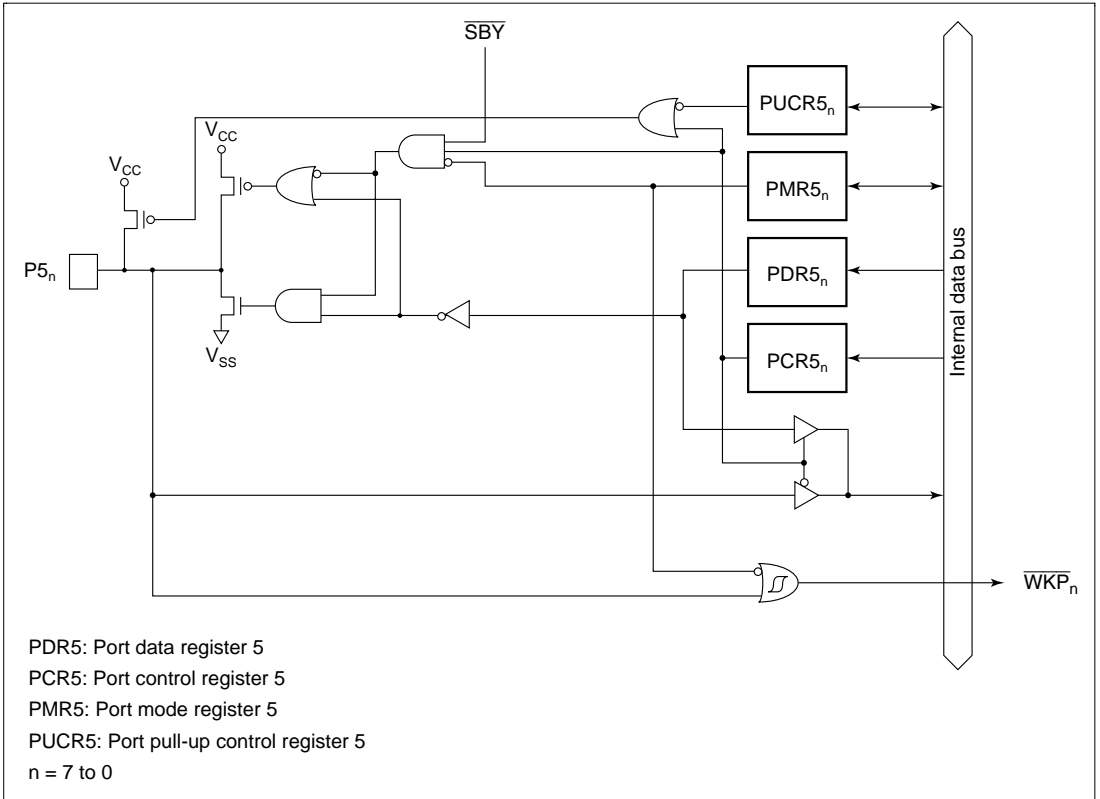 SBY
PUCR5n
VCC
VCC
PMR5n
PDR5n
P5n
VSS
PCR5n
Internal data bus
WKPn
PDR5: Port data register 5
PCR5: Port control register 5
PMR5: Port mode register 5
PUCR5: Port pull-up control register 5
n = 7 to 0